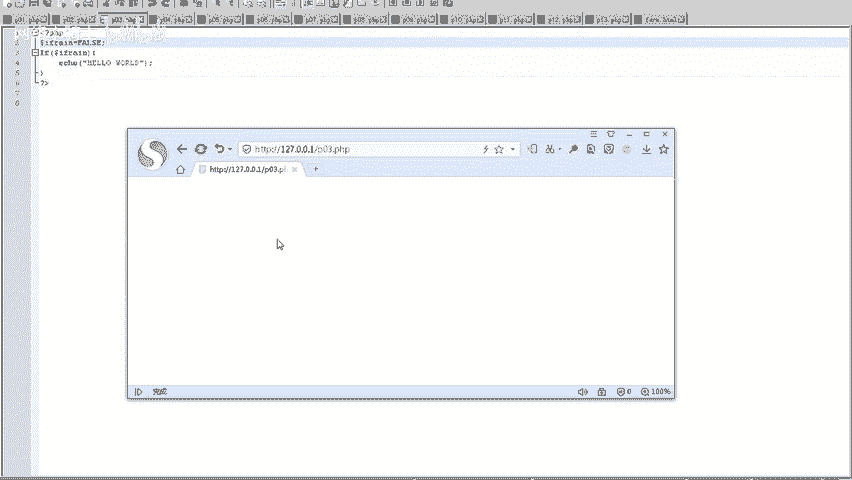 p01.php p02.php p03.php p04.php p05.php p06.php p07.php p08.php p09.php p10.php p11.php p12.php p13.php form.html
1 <?php
2 $ifrain=FALSE;
3 If($ifrain){
4 echo("HELLO WORLD");
5 }
6 ?>
7
8
http://127.0.0.1/p03.php
http://127.0.0.1/p03.p
完成
0
100%